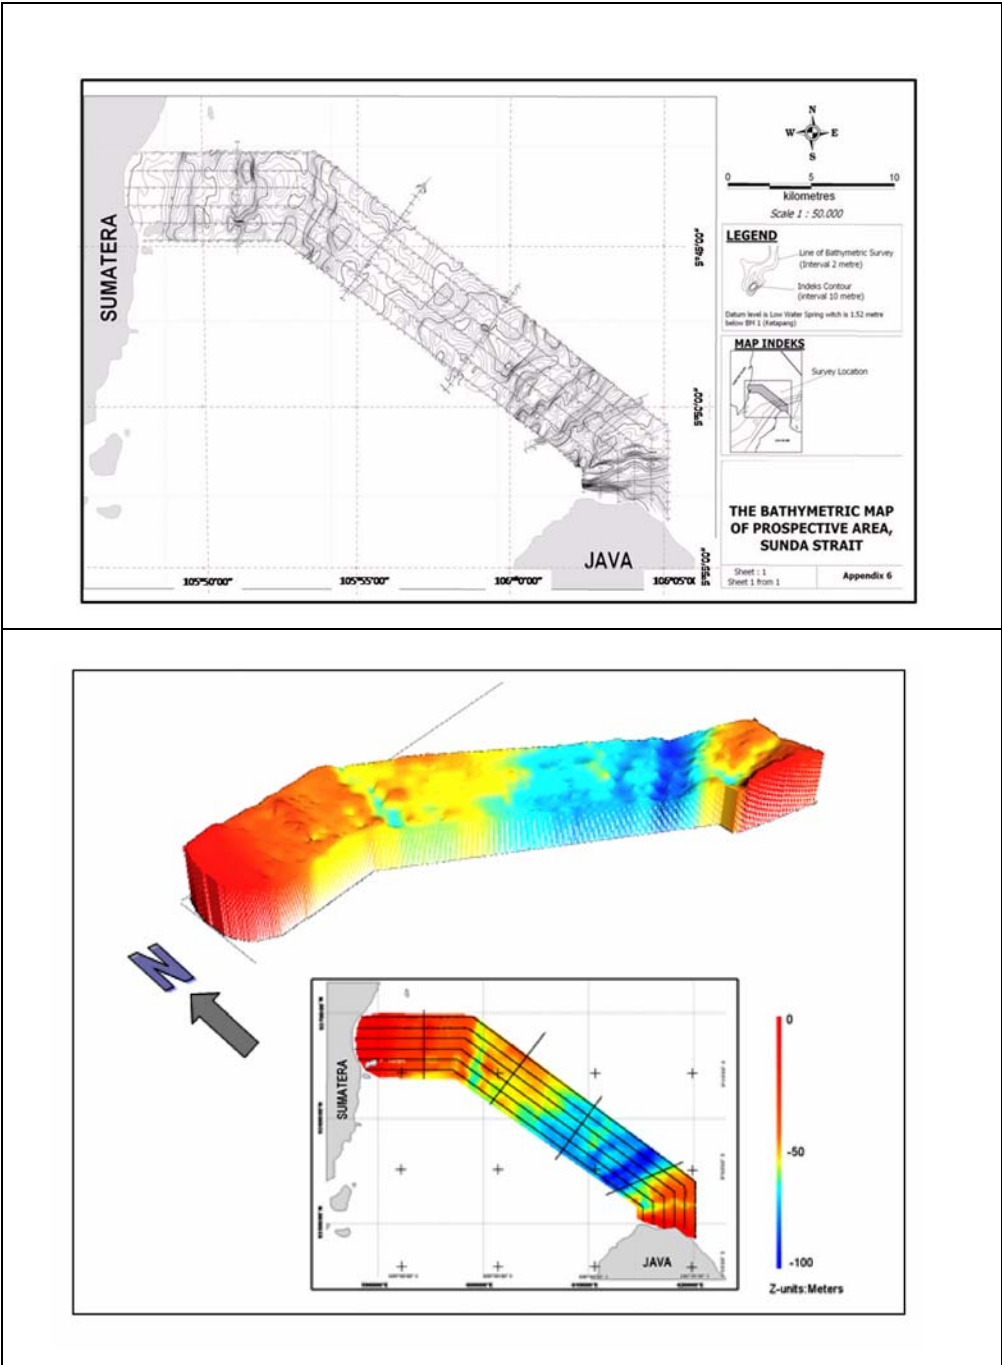 N
W E
S
0 5 10
kilometres
Scale 1 : 50.000
LEGEND
Line of Bathymetric Survey
(Interval 2 metre)
Indeks Contour
(interval 10 metre)
Datum level is Low Water Spring witch is 1.52 metre
below BM 1 (Ketapang)
MAP INDEKS
Survey Location
THE BATHYMETRIC MAP
OF PROSPECTIVE AREA,
SUNDA STRAIT
Sheet : 1
Sheet 1 from 1
Appendix 6
SUMATERA
JAVA
5°45'00"
5°50'00"
5°55'00"
105°50'00" 105°55'00" 106°00'00" 106°05'0
N
SUMATERA
JAVA
0
-50
-100
Z-units:Meters